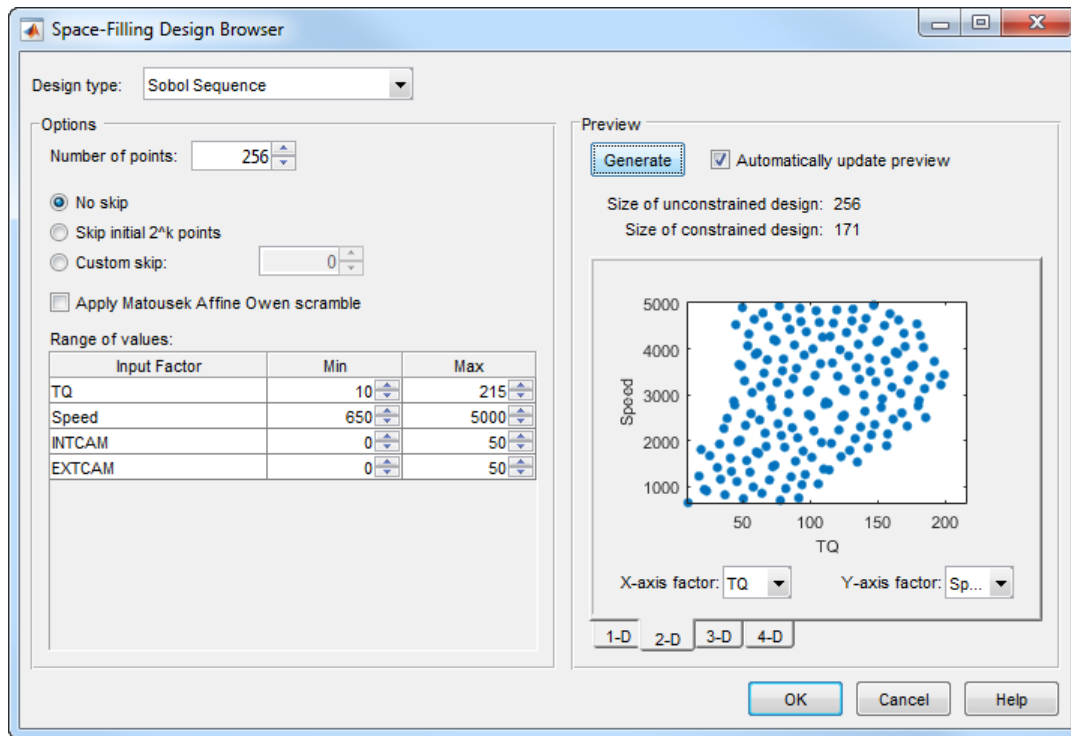 Space-Filling Design Browser
Design type: Sobol Sequence
Options
Number of points: 256
No skip
Skip initial 2^k points
Custom skip: 0
Apply Matousek Affine Owen scramble
Range of values:
Input Factor Min Max
TQ 10 215
Speed 650 5000
INTCAM 0 50
EXTCAM 0 50
Preview
Generate Automatically update preview
Size of unconstrained design: 256
Size of constrained design: 171
5000
4000
3000
2000
1000
Speed
50 100 150 200
TQ
X-axis factor: TQ Y-axis factor: Sp...
1-D 2-D 3-D 4-D
OK Cancel Help